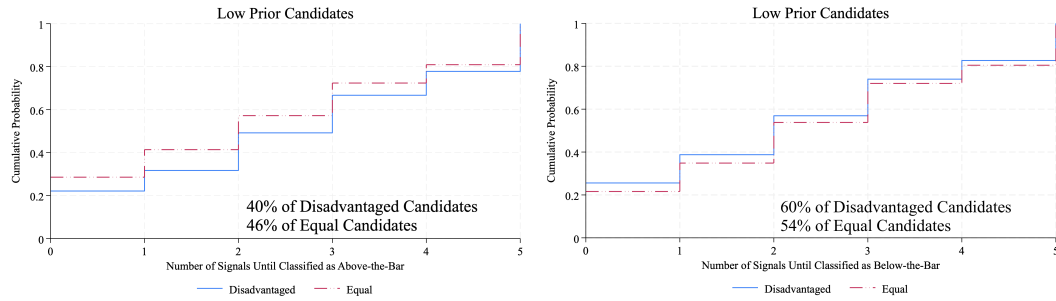 Low Prior Candidates
1
0.8
0.6
0.4
0.2
0
Cumulative Probability
40% of Disadvantaged Candidates
46% of Equal Candidates
0 1 2 3 4 5
Number of Signals Until Classified as Above-the-Bar
Disadvantaged Equal
Low Prior Candidates
1
0.8
0.6
0.4
0.2
0
Cumulative Probability
60% of Disadvantaged Candidates
54% of Equal Candidates
0 1 2 3 4 5
Number of Signals Until Classified as Below-the-Bar
Disadvantaged Equal